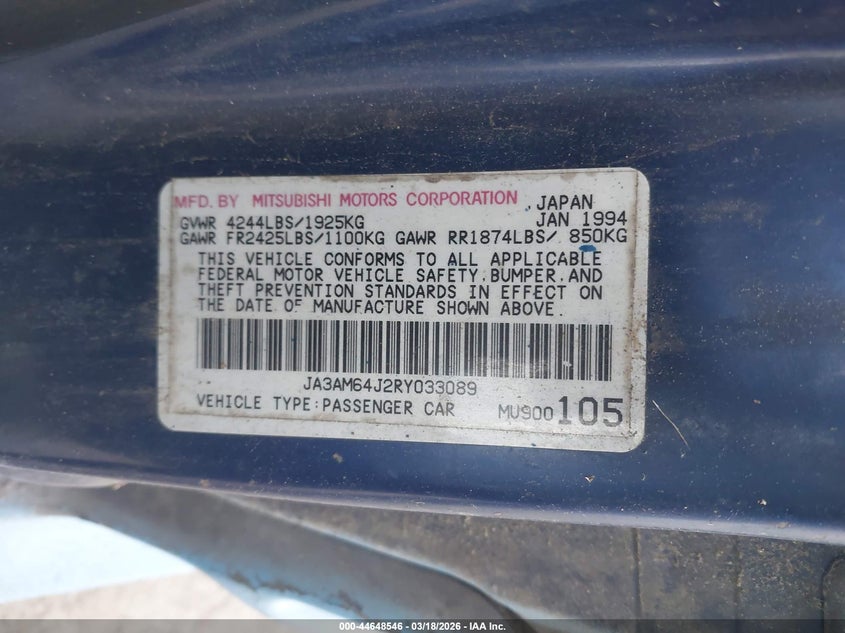 MFD. BY MITSUBISHI MOTORS CORPORATION , JAPAN
GVWR 4244LBS/1925KG JAN 1994
GAWR FR2425LBS/1100KG GAWR RR1874LBS/. 850KG
THIS VEHICLE CONFORMS TO ALL APPLICABLE
FEDERAL MOTOR VEHICLE SAFETY, BUMPER, AND
THEFT PREVENTION STANDARDS IN EFFECT ON
THE DATE OF MANUFACTURE SHOWN ABOVE.
JA3AM64J2RY033089
VEHICLE TYPE:PASSENGER CAR MU900105
000-44648546 - 03/18/2026 - IAA Inc.